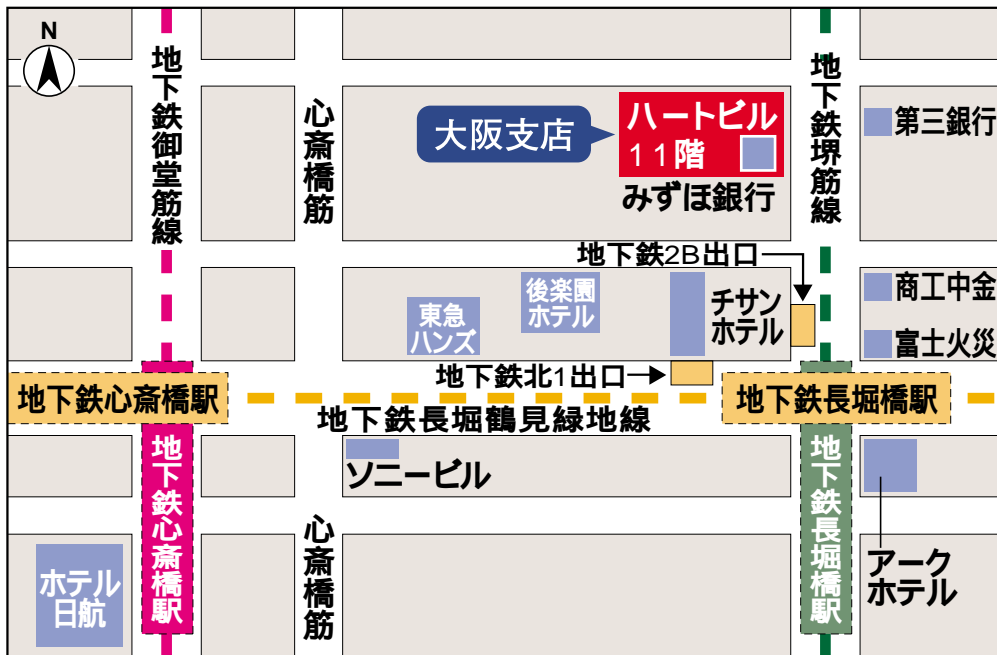 N
地下鉄御堂筋線
心斎橋筋
大阪支店
ハートビル
11階
みずほ銀行
地下鉄堺筋線
第三銀行
地下鉄2B出口
商工中金
富士火災
東急
ハンズ
後楽園
ホテル
チサン
ホテル
地下鉄北1出口
地下鉄心斎橋駅
地下鉄長堀鶴見緑地線
地下鉄長堀橋駅
ソニービル
地下鉄心斎橋駅
心斎橋筋
地下鉄長堀橋駅
ホテル
日航
アーク
ホテル